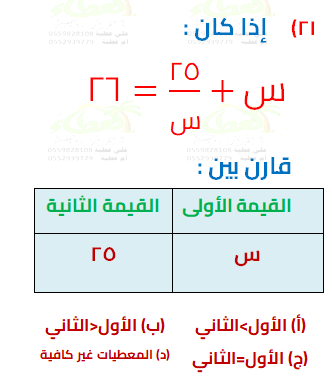 ٢١) إذا كان :
س + ٢٥/س = ٢٦
قارن بين :
القيمة الأولى القيمة الثانية
س ٢٥
(أ) الأول>الثاني (ب) الأول<الثاني
(ج) الأول=الثاني (د) المعطيات غير كافية